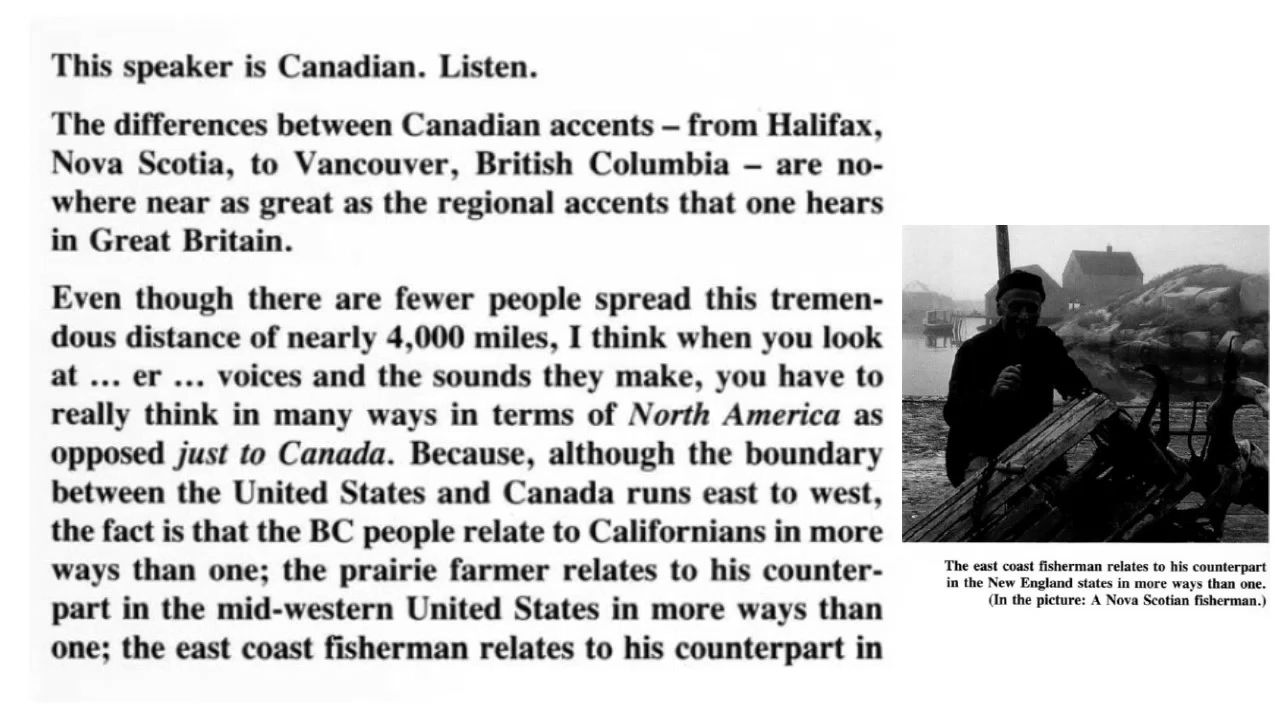 This speaker is Canadian. Listen.
The differences between Canadian accents – from Halifax,
Nova Scotia, to Vancouver, British Columbia – are no-
where near as great as the regional accents that one hears
in Great Britain.
Even though there are fewer people spread this tremen-
dous distance of nearly 4,000 miles, I think when you look
at ... er ... voices and the sounds they make, you have to
really think in many ways in terms of North America as
opposed just to Canada. Because, although the boundary
between the United States and Canada runs east to west,
the fact is that the BC people relate to Californians in more
ways than one; the prairie farmer relates to his counter-
part in the mid-western United States in more ways than
one; the east coast fisherman relates to his counterpart in
The east coast fisherman relates to his counterpart
in the New England states in more ways than one.
(In the picture: A Nova Scotian fisherman.)